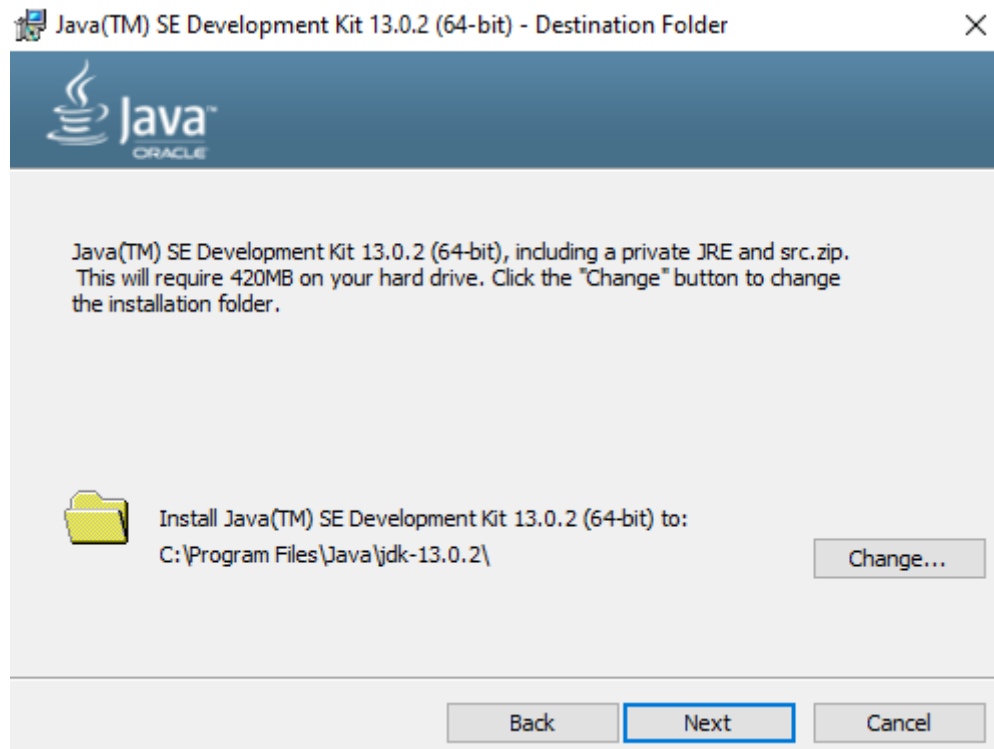 Java(TM) SE Development Kit 13.0.2 (64-bit) - Destination Folder
Java™
ORACLE
Java(TM) SE Development Kit 13.0.2 (64-bit), including a private JRE and src.zip.
This will require 420MB on your hard drive. Click the "Change" button to change
the installation folder.
Install Java(TM) SE Development Kit 13.0.2 (64-bit) to:
C:\Program Files\Java\jdk-13.0.2\
Change...
Back
Next
Cancel